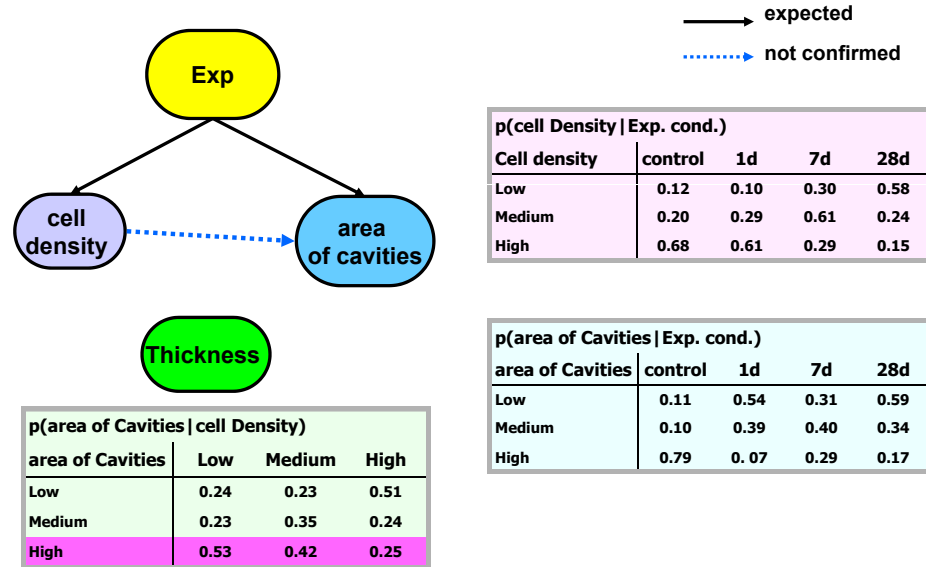 expected
not confirmed
Exp
cell
density
area
of cavities
Thickness
p(cell Density|Exp. cond.)
Cell density control 1d 7d 28d
Low 0.12 0.10 0.30 0.58
Medium 0.20 0.29 0.61 0.24
High 0.68 0.61 0.29 0.15
p(area of Cavities|Exp. cond.)
area of Cavities control 1d 7d 28d
Low 0.11 0.54 0.31 0.59
Medium 0.10 0.39 0.40 0.34
High 0.79 0. 07 0.29 0.17
p(area of Cavities|cell Density)
area of Cavities Low Medium High
Low 0.24 0.23 0.51
Medium 0.23 0.35 0.24
High 0.53 0.42 0.25